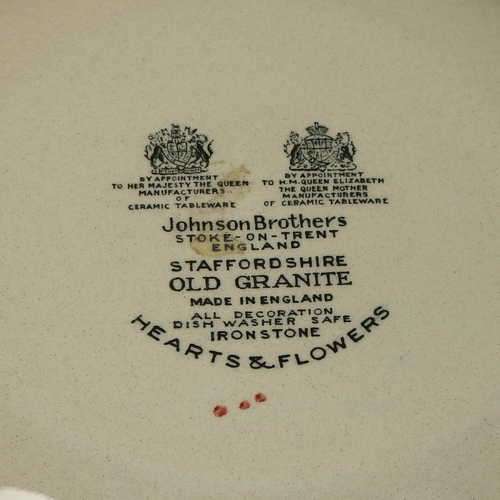 BY APPOINTMENT
TO HER MAJESTY THE QUEEN
MANUFACTURERS
OF
CERAMIC TABLEWARE
BY APPOINTMENT
TO H.M. QUEEN ELIZABETH
THE QUEEN MOTHER
MANUFACTURERS
OF CERAMIC TABLEWARE
Johnson Brothers
STOKE-ON-TRENT
ENGLAND
STAFFORDSHIRE
OLD GRANITE
MADE IN ENGLAND
ALL DECORATION
DISH WASHER SAFE
IRONSTONE
HEARTS & FLOWERS